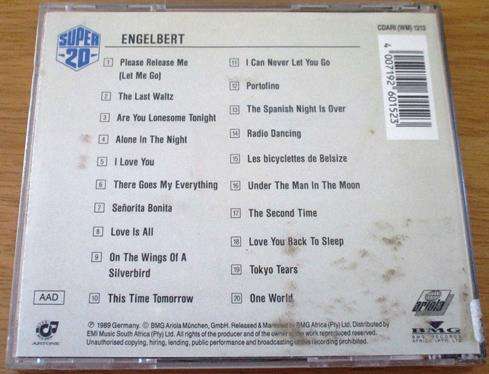 SUPER
20
ENGELBERT
CDARI (WM) 1213
4 007192 601523
1 Please Release Me
(Let Me Go)
2 The Last Waltz
3 Are You Lonesome Tonight
4 Alone In The Night
5 I Love You
6 There Goes My Everything
7 Señorita Bonita
8 Love Is All
9 On The Wings Of A
Silverbird
10 This Time Tomorrow
11 I Can Never Let You Go
12 Portofino
13 The Spanish Night Is Over
14 Radio Dancing
15 Les bicyclettes de Belsize
16 Under The Man In The Moon
17 The Second Time
18 Love You Back To Sleep
19 Tokyo Tears
20 One World
AAD
ARTONE
℗ 1989 Germany. © BMG Ariola München, GmbH. Released & Marketed by BMG Africa (Pty) Ltd. Distributed by
EMI Music South Africa (Pty) Ltd. All rights of the producer and of the owner of the work reproduced reserved.
Unauthorised copying, hiring, lending, public performance and broadcasting of this recording prohibited.
ariola
BMG
BMG RECORDS
AFRICA (PTY) LTD